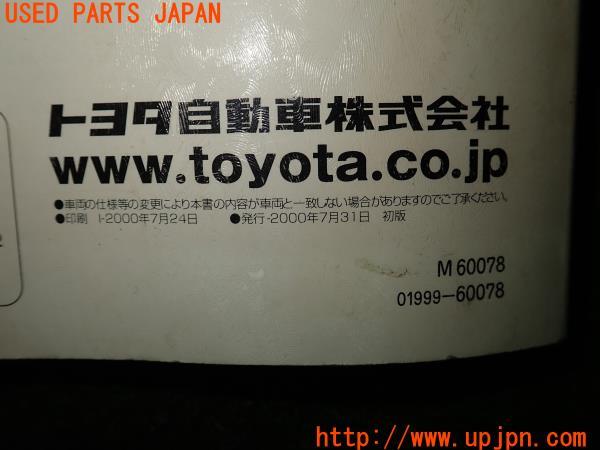 USED PARTS JAPAN
トヨタ自動車株式会社
www.toyota.co.jp
●車両の仕様等の変更により本書の内容が車両と一致しない場合がありますのでご了承ください。
●印刷 I-2000年7月24日 ●発行-2000年7月31日 初版
M 60078
01999-60078
http://www.upjpn.com/